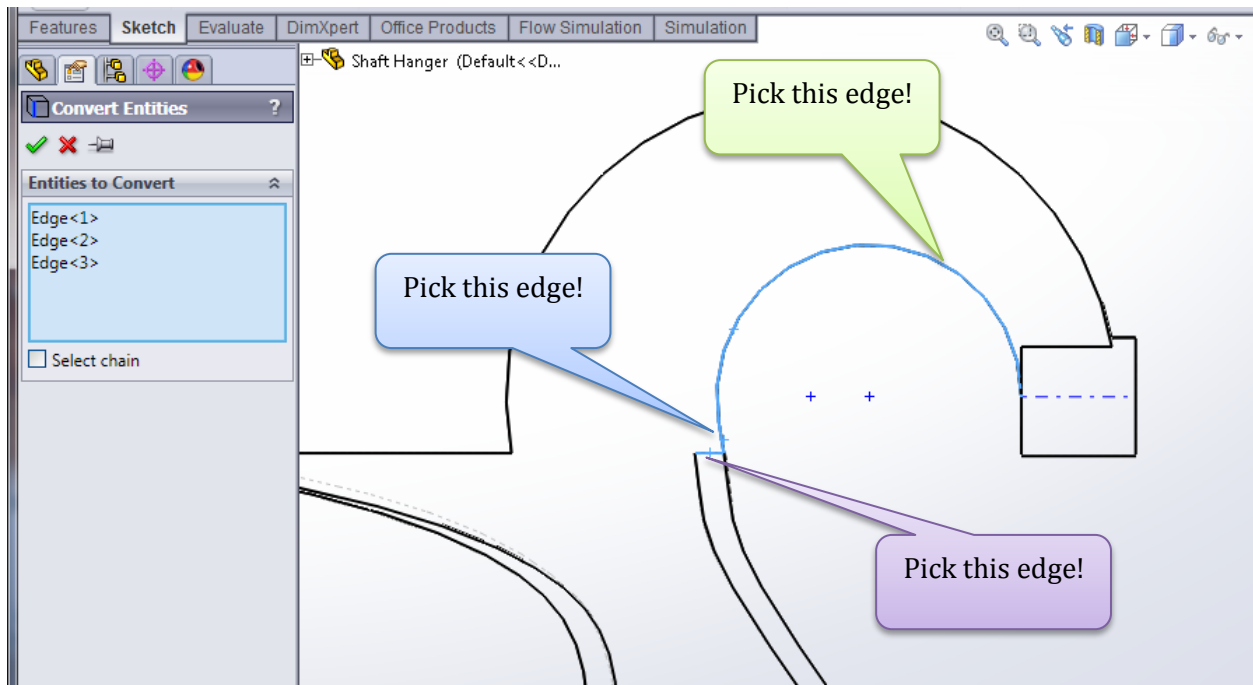 Features Sketch Evaluate DimXpert Office Products Flow Simulation Simulation
Shaft Hanger (Default<<D...
Convert Entities ?
Entities to Convert
Edge<1>
Edge<2>
Edge<3>
Select chain
Pick this edge!
Pick this edge!
Pick this edge!